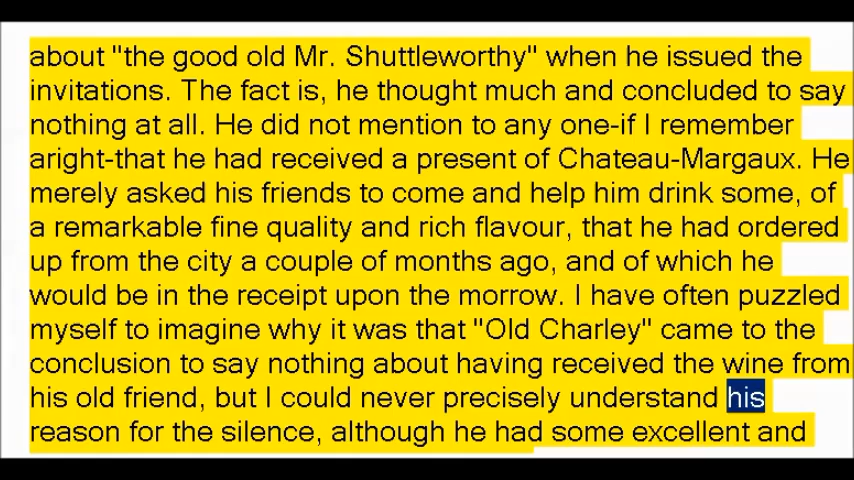 about "the good old Mr. Shuttleworthy" when he issued the
invitations. The fact is, he thought much and concluded to say
nothing at all. He did not mention to any one-if I remember
aright-that he had received a present of Chateau-Margaux. He
merely asked his friends to come and help him drink some, of
a remarkable fine quality and rich flavour, that he had ordered
up from the city a couple of months ago, and of which he
would be in the receipt upon the morrow. I have often puzzled
myself to imagine why it was that "Old Charley" came to the
conclusion to say nothing about having received the wine from
his old friend, but I could never precisely understand his
reason for the silence, although he had some excellent and